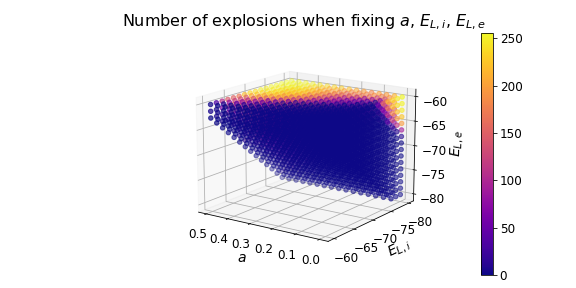 Number of explosions when fixing a, E_{L,i}, E_{L,e}
250
200
150
100
50
0
−60
−65
−70
−75
−80
E_{L,e}
0.5 0.4 0.3 0.2 0.1 0.0
a
−60 −65 −70 −75 −80
E_{L,i}